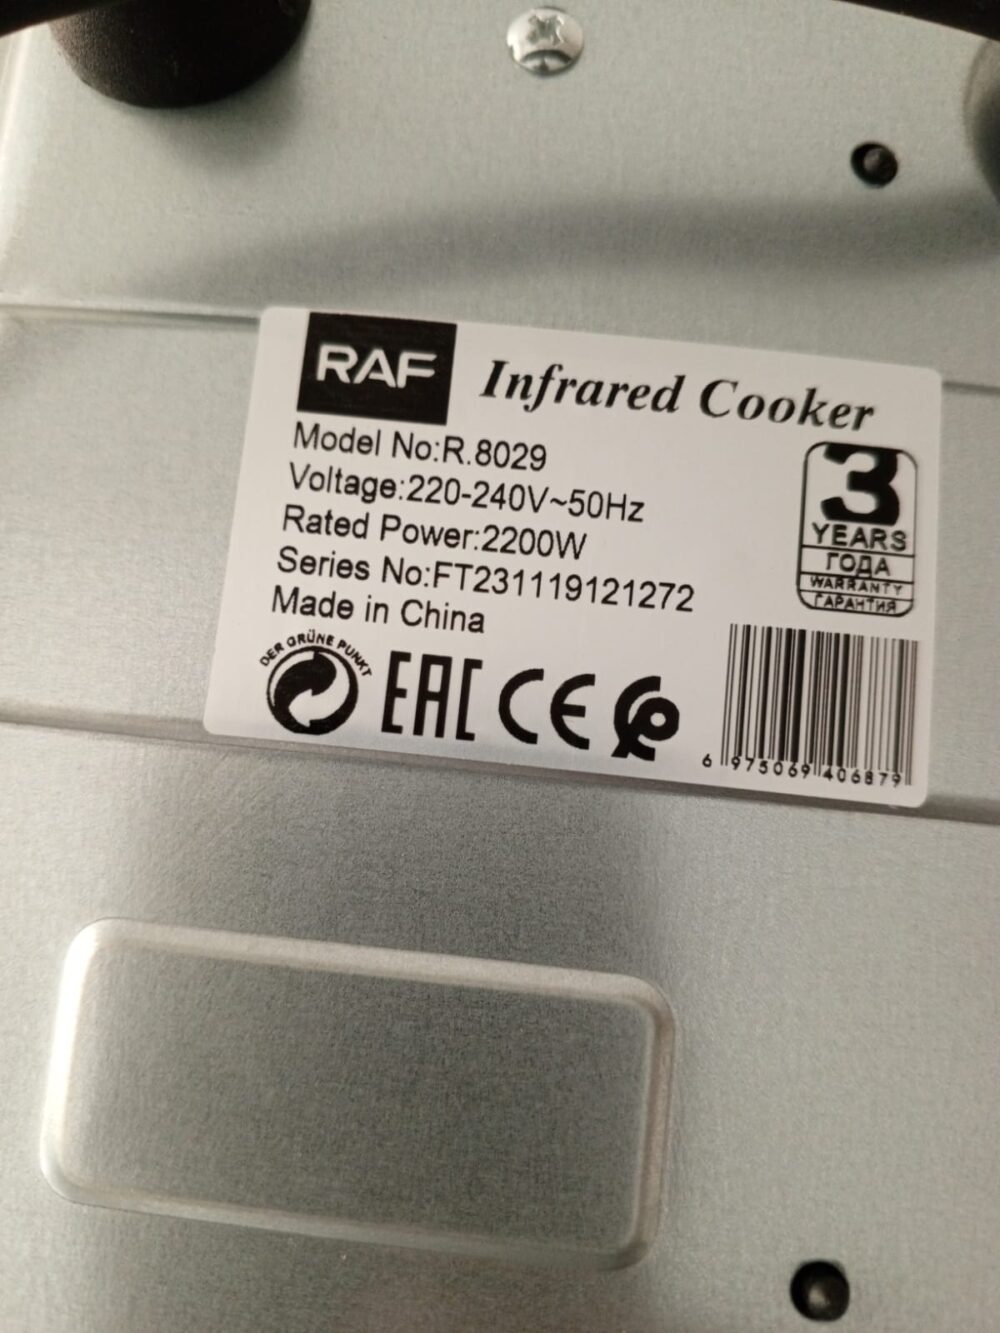 RAF
Infrared Cooker
Model No:R.8029
Voltage:220-240V~50Hz
Rated Power:2200W
Series No:FT231119121272
Made in China
3
YEARS
ГОДА
WARRANTY
ГАРАНТИЯ
DER GRÜNE PUNKT
EAC CE
6 975069 406879